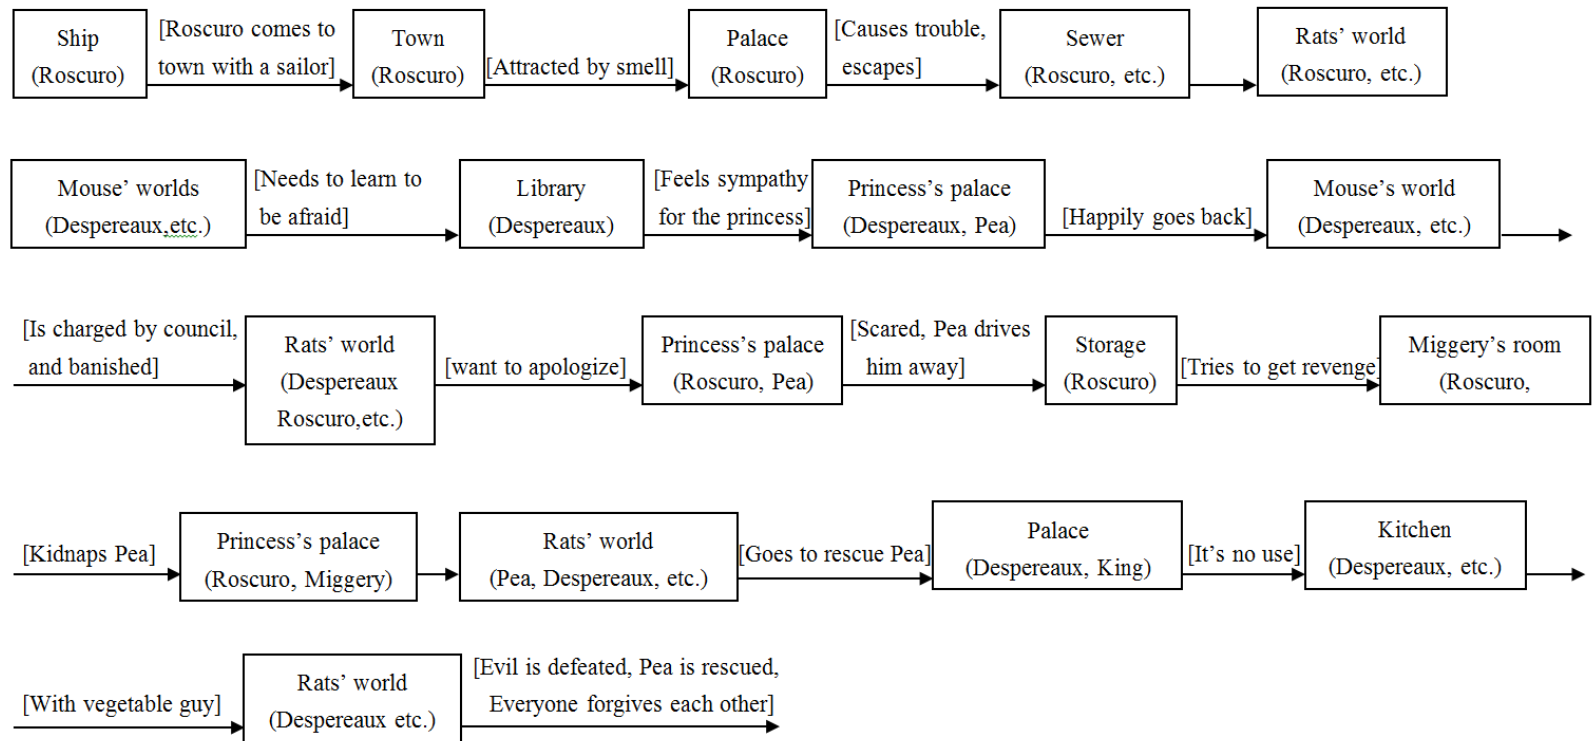 Ship
(Roscuro)
[Roscuro comes to
town with a sailor]
Town
(Roscuro)
[Attracted by smell]
Palace
(Roscuro)
[Causes trouble,
escapes]
Sewer
(Roscuro, etc.)
Rats’ world
(Roscuro, etc.)
Mouse’ worlds
(Despereaux,etc.)
[Needs to learn to
be afraid]
Library
(Despereaux)
[Feels sympathy
for the princess]
Princess’s palace
(Despereaux, Pea)
[Happily goes back]
Mouse’s world
(Despereaux, etc.)
[Is charged by council,
and banished]
Rats’ world
(Despereaux
Roscuro,etc.)
[want to apologize]
Princess’s palace
(Roscuro, Pea)
[Scared, Pea drives
him away]
Storage
(Roscuro)
[Tries to get revenge]
Miggery’s room
(Roscuro,
[Kidnaps Pea]
Princess’s palace
(Roscuro, Miggery)
Rats’ world
(Pea, Despereaux, etc.)
[Goes to rescue Pea]
Palace
(Despereaux, King)
[It’s no use]
Kitchen
(Despereaux, etc.)
[With vegetable guy]
Rats’ world
(Despereaux etc.)
[Evil is defeated, Pea is rescued,
Everyone forgives each other]